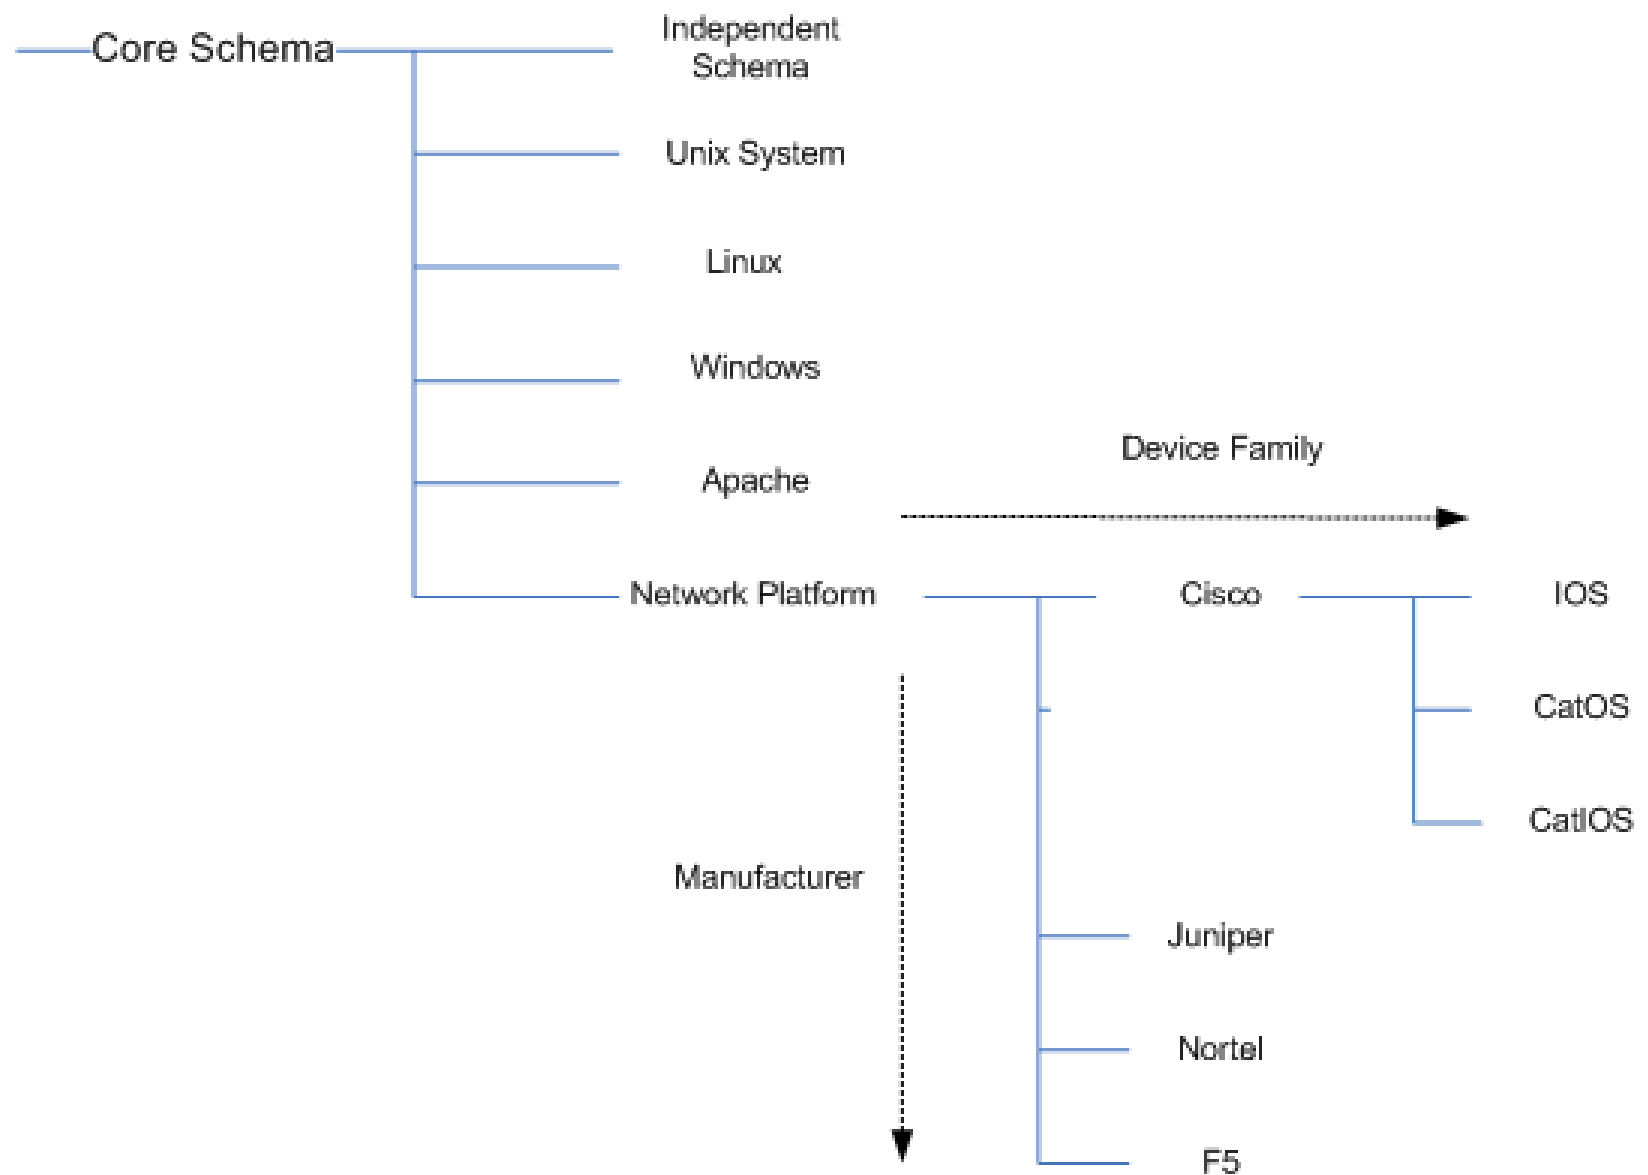 Core Schema
Independent
Schema
Unix System
Linux
Windows
Apache
Device Family
Network Platform
Cisco
IOS
CatOS
CatIOS
Manufacturer
Juniper
Nortel
F5